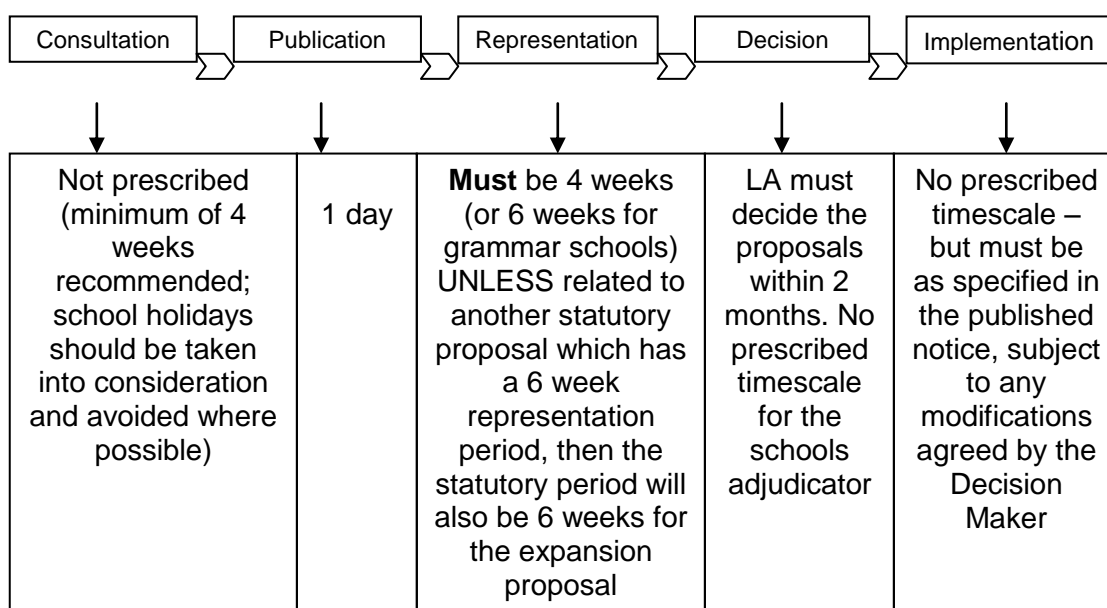 Consultation
Publication
Representation
Decision
Implementation
Not prescribed
(minimum of 4
weeks
recommended;
school holidays
should be taken
into consideration
and avoided where
possible)
1 day
Must be 4 weeks
(or 6 weeks for
grammar schools)
UNLESS related to
another statutory
proposal which has
a 6 week
representation
period, then the
statutory period will
also be 6 weeks for
the expansion
proposal
LA must
decide the
proposals
within 2
months. No
prescribed
timescale
for the
schools
adjudicator
No prescribed
timescale –
but must be
as specified in
the published
notice, subject
to any
modifications
agreed by the
Decision
Maker